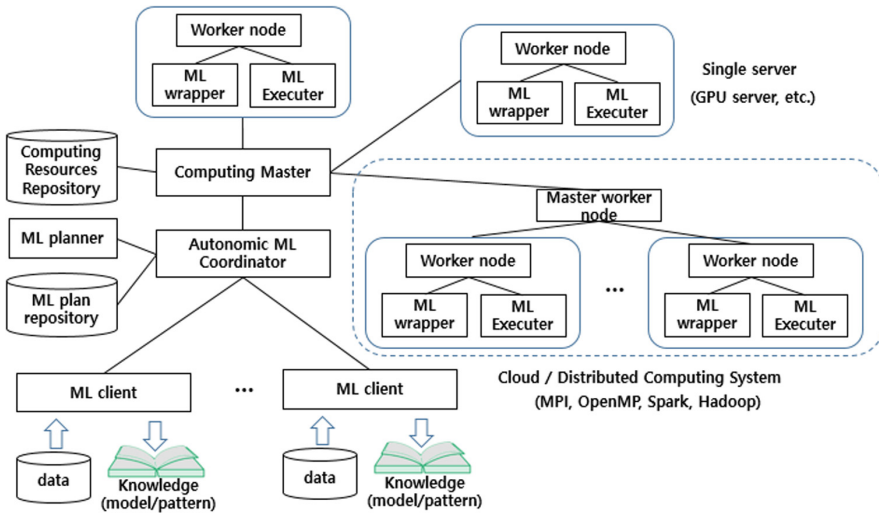 Worker node
ML
wrapper
ML
Executer
Worker node
ML
wrapper
ML
Executer
Single server
(GPU server, etc.)
Computing
Resources
Repository
Computing Master
Master worker
node
ML planner
Autonomic ML
Coordinator
ML plan
repository
Worker node
ML
wrapper
ML
Executer
...
Worker node
ML
wrapper
ML
Executer
Cloud / Distributed Computing System
(MPI, OpenMP, Spark, Hadoop)
ML client
...
ML client
data
Knowledge
(model/pattern)
data
Knowledge
(model/pattern)